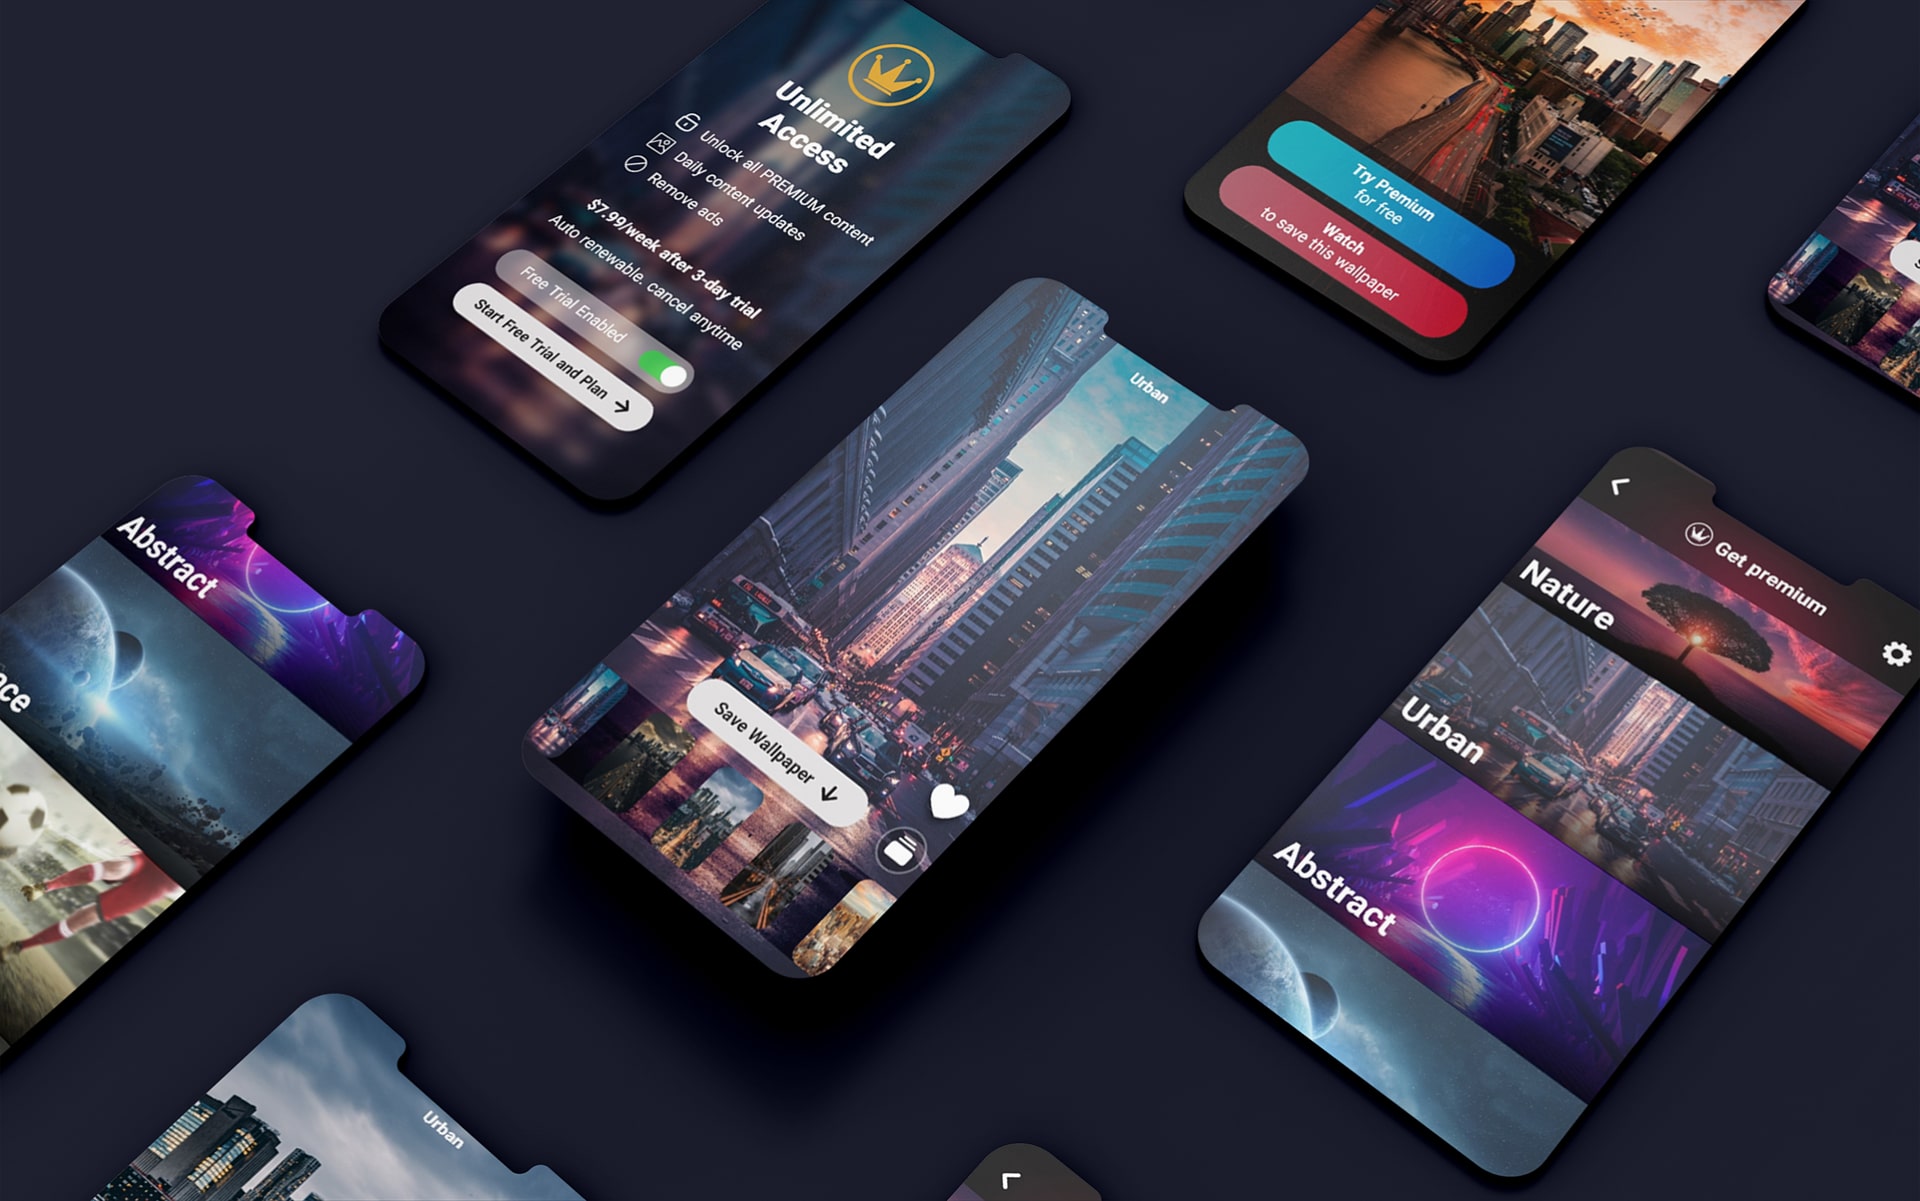 Unlimited
Access
Unlock all PREMIUM content
Daily content updates
Remove ads
$7.99/week after 3-day trial
Auto renewable, cancel anytime
Free Trial Enabled
Start Free Trial and Plan →
Try Premium
for free
Watch
to save this wallpaper
Urban
Save Wallpaper
Abstract
Get premium
Nature
Urban
Abstract
Urban